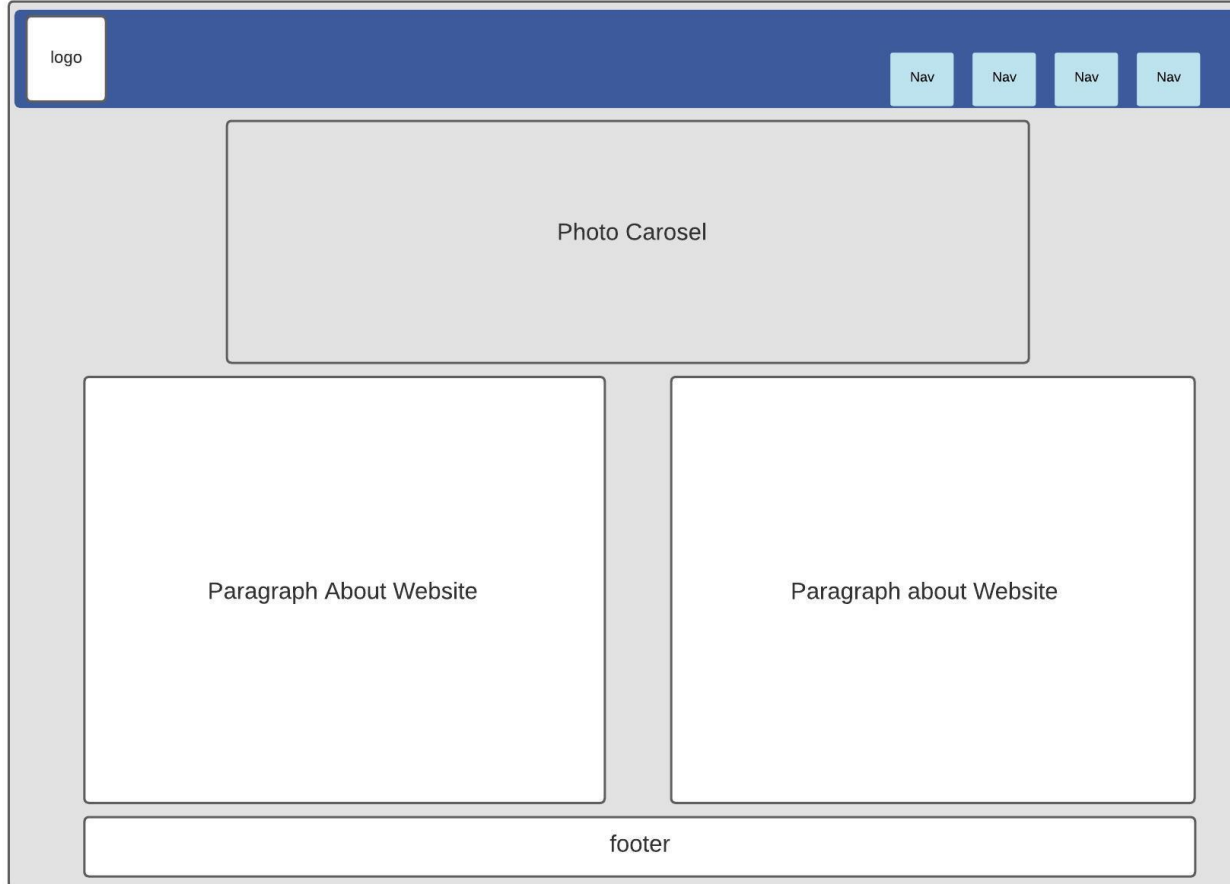 logo
Nav
Nav
Nav
Nav
Photo Carosel
Paragraph About Website
Paragraph about Website
footer